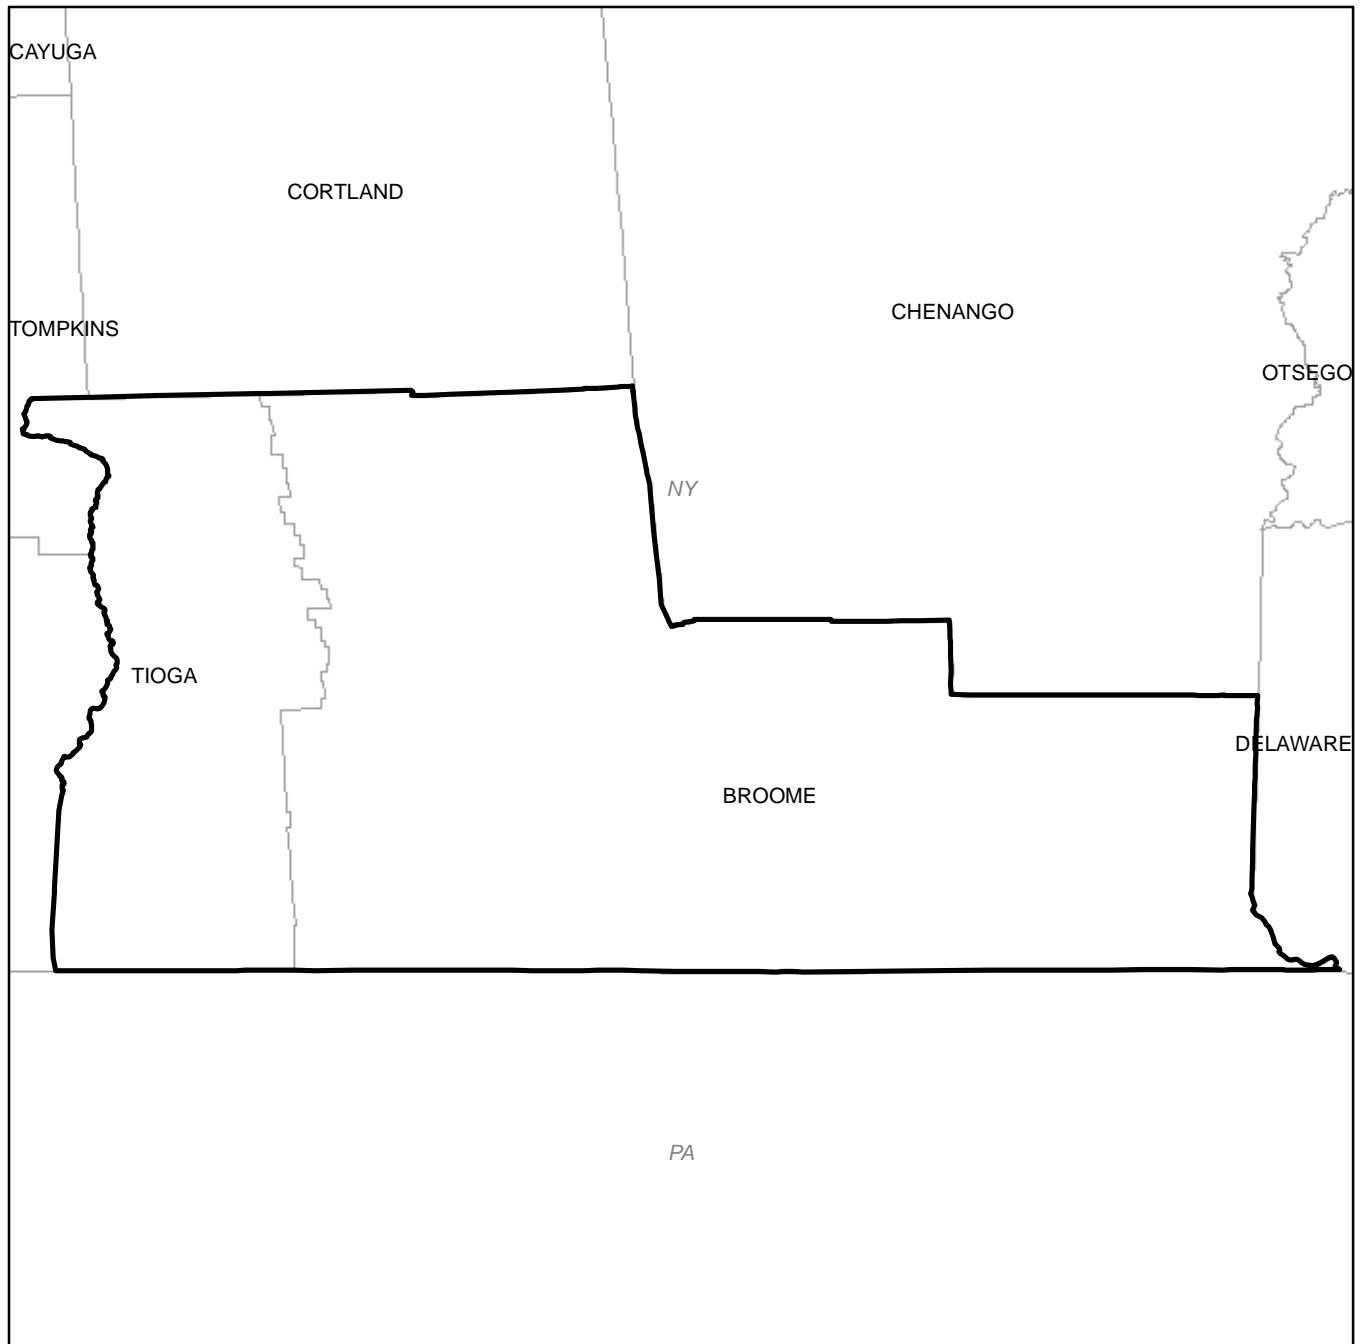 CAYUGA
CORTLAND
CHENANGO
TOMPKINS
OTSEGO
NY
TIOGA
DELAWARE
BROOME
PA